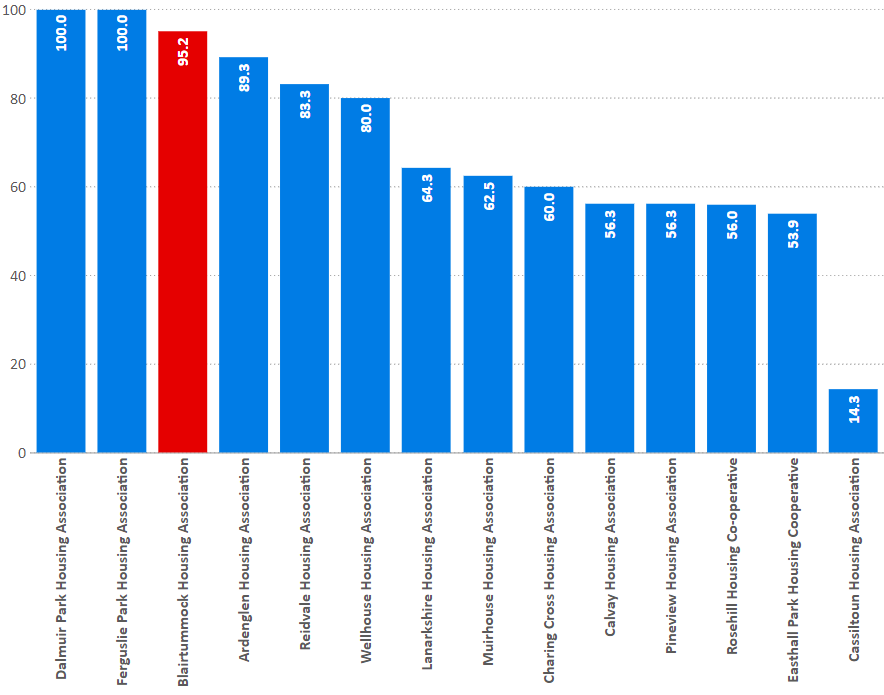 100
80
60
40
20
0
100.0
100.0
95.2
89.3
83.3
80.0
64.3
62.5
60.0
56.3
56.3
56.0
53.9
14.3
Dalmuir Park Housing Association
Ferguslie Park Housing Association
Blairtummock Housing Association
Ardenglen Housing Association
Reidvale Housing Association
Wellhouse Housing Association
Lanarkshire Housing Association
Muirhouse Housing Association
Charing Cross Housing Association
Calvay Housing Association
Pineview Housing Association
Rosehill Housing Co-operative
Easthall Park Housing Cooperative
Cassiltoun Housing Association